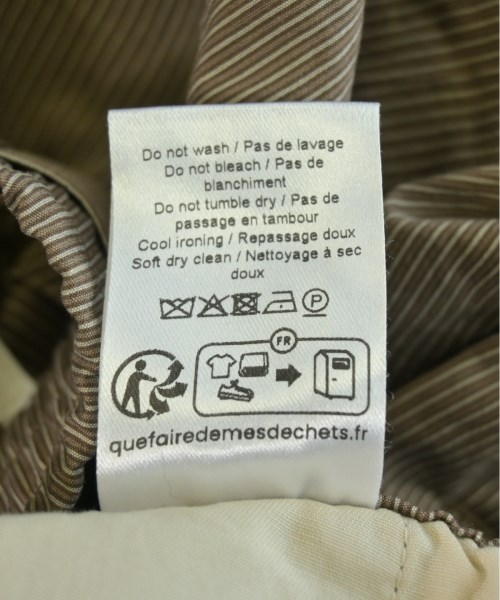 Do not wash / Pas de lavage
Do not bleach / Pas de
blanchiment
Do not tumble dry / Pas de
passage en tambour
Cool ironing / Repassage doux
Soft dry clean / Nettoyage à sec
doux
P
FR
quefairedemesdechets.fr